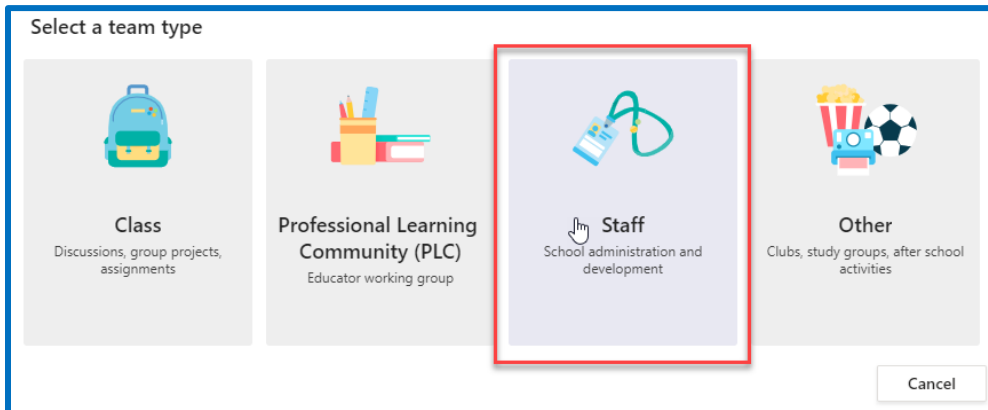 Select a team type
Class
Discussions, group projects,
assignments
Professional Learning
Community (PLC)
Educator working group
Staff
School administration and
development
Other
Clubs, study groups, after school
activities
Cancel